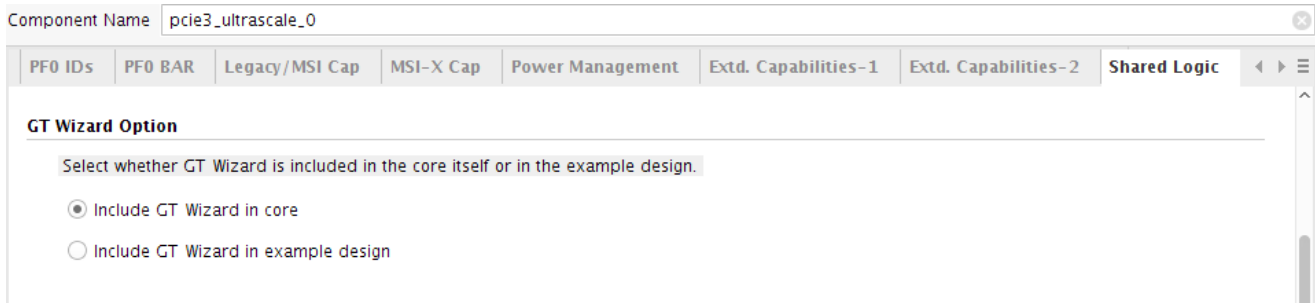 Component Name pcie3_ultrascale_0
PF0 IDs PF0 BAR Legacy/MSI Cap MSI-X Cap Power Management Extd. Capabilities-1 Extd. Capabilities-2 Shared Logic
GT Wizard Option
Select whether GT Wizard is included in the core itself or in the example design.
Include GT Wizard in core
Include GT Wizard in example design